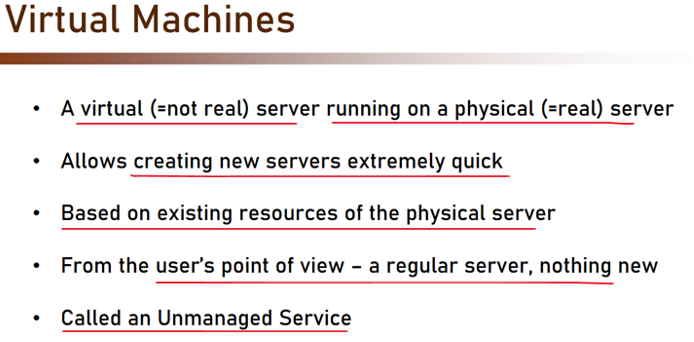 Virtual Machines
• A virtual (=not real) server running on a physical (=real) server
• Allows creating new servers extremely quick
• Based on existing resources of the physical server
• From the user's point of view – a regular server, nothing new
• Called an Unmanaged Service